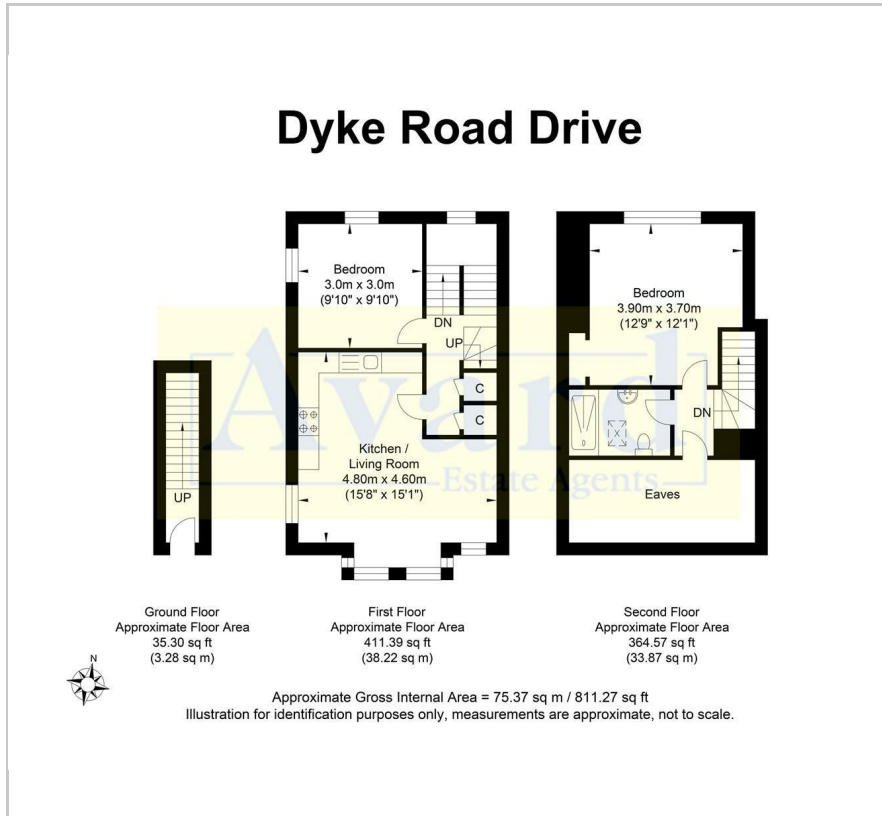 Dyke Road Drive
Bedroom
3.0m x 3.0m
(9'10" x 9'10")
DN
UP
C
C
Kitchen /
Living Room
4.80m x 4.60m
(15'8" x 15'1")
UP
Bedroom
3.90m x 3.70m
(12'9" x 12'1")
DN
Eaves
Avard
Estate Agents
Ground Floor
Approximate Floor Area
35.30 sq ft
(3.28 sq m)
First Floor
Approximate Floor Area
411.39 sq ft
(38.22 sq m)
Second Floor
Approximate Floor Area
364.57 sq ft
(33.87 sq m)
N
Approximate Gross Internal Area = 75.37 sq m / 811.27 sq ft
Illustration for identification purposes only, measurements are approximate, not to scale.